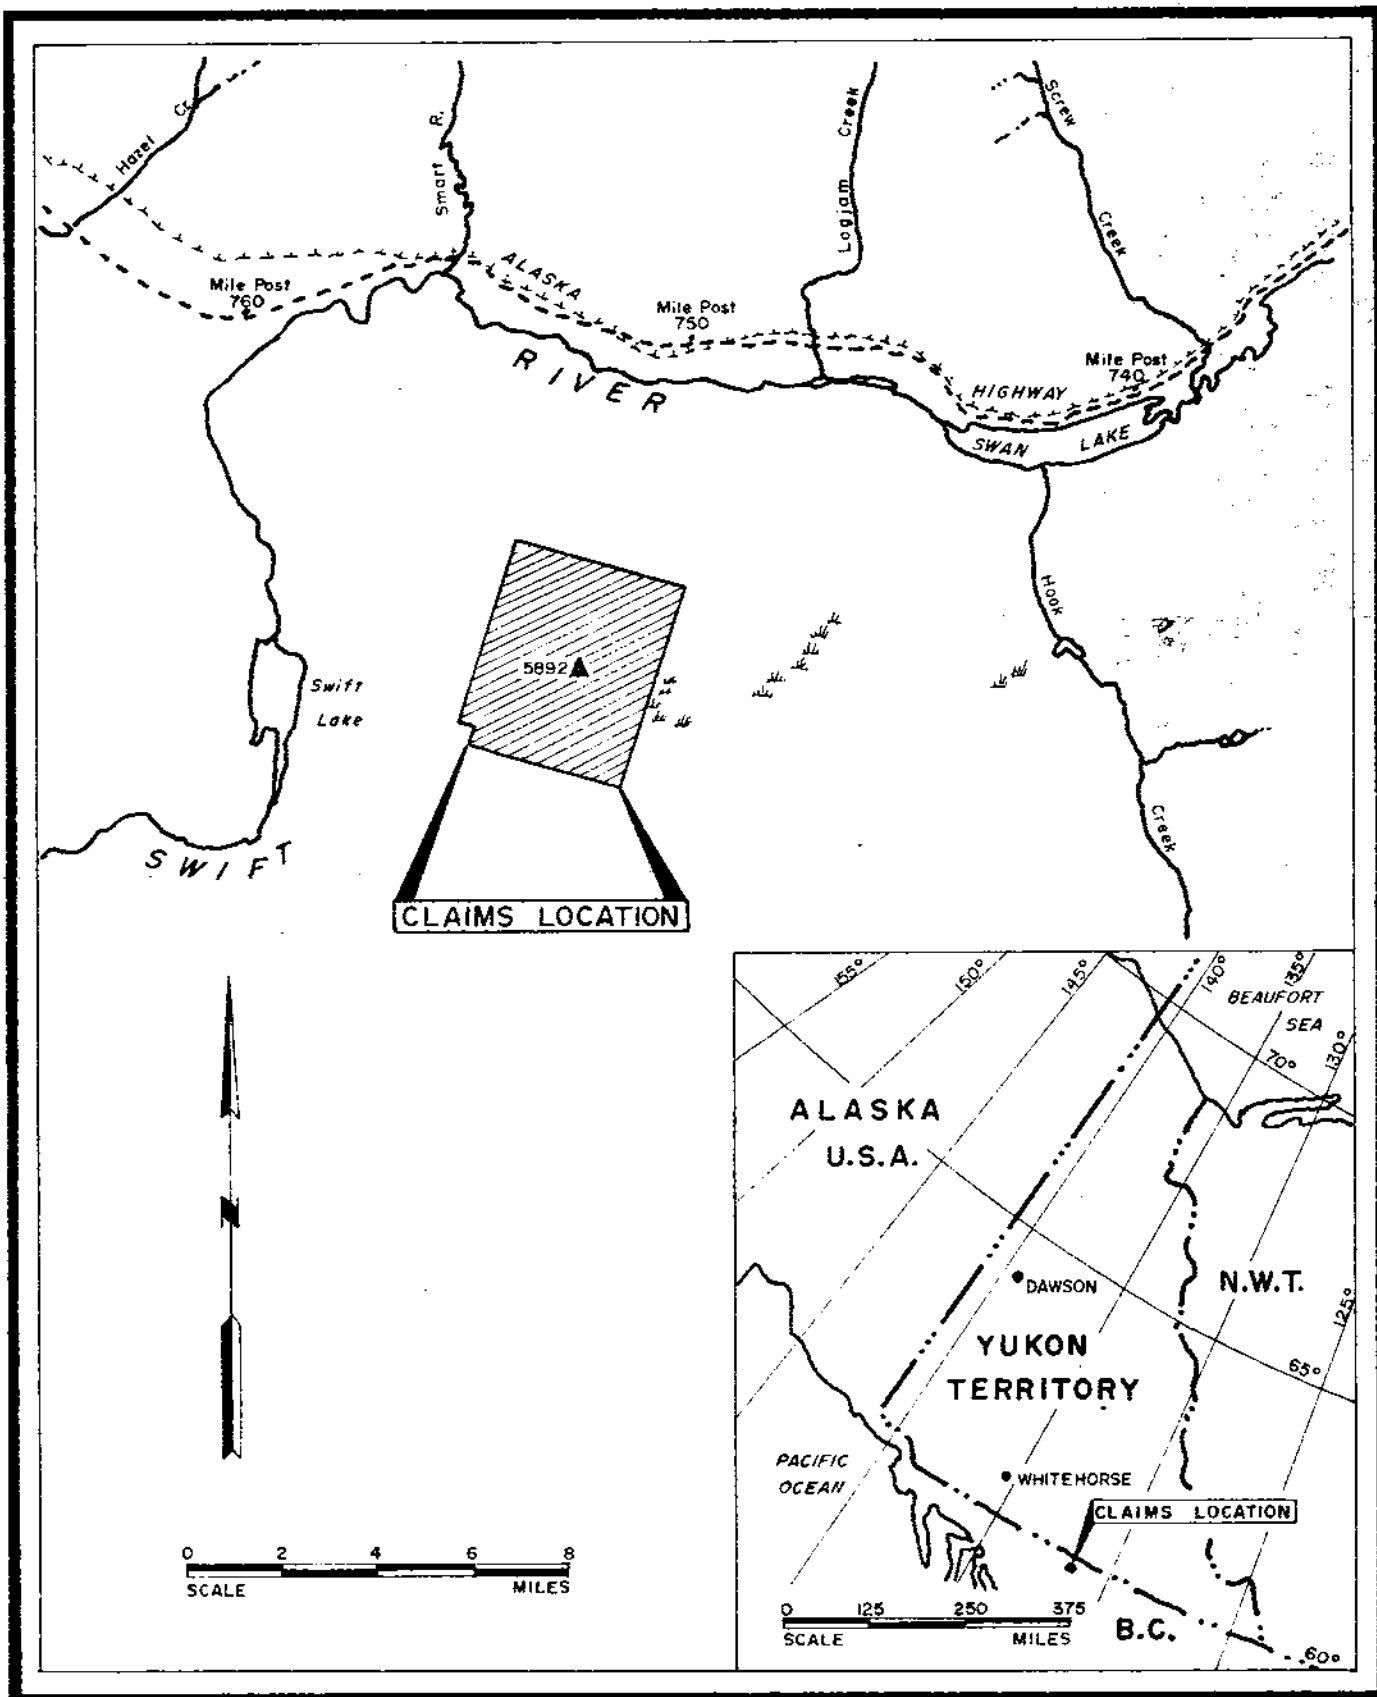 Hazel Cr.
Smart R.
Logjam Creek
Screw Creek
ALASKA
Mile Post
760
Mile Post
750
RIVER
Mile Post
740
HIGHWAY
SWAN LAKE
Hook
5892
Swift
Lake
Creek
SWIFT
CLAIMS LOCATION
N
0 2 4 6 8
SCALE MILES
155° 150° 145° 140° 135°
BEAUFORT
SEA
130°
70°
ALASKA
U.S.A.
N.W.T.
DAWSON
125°
YUKON
TERRITORY
65°
PACIFIC
OCEAN
WHITEHORSE
CLAIMS LOCATION
0 125 250 375
SCALE MILES
B.C.
60°